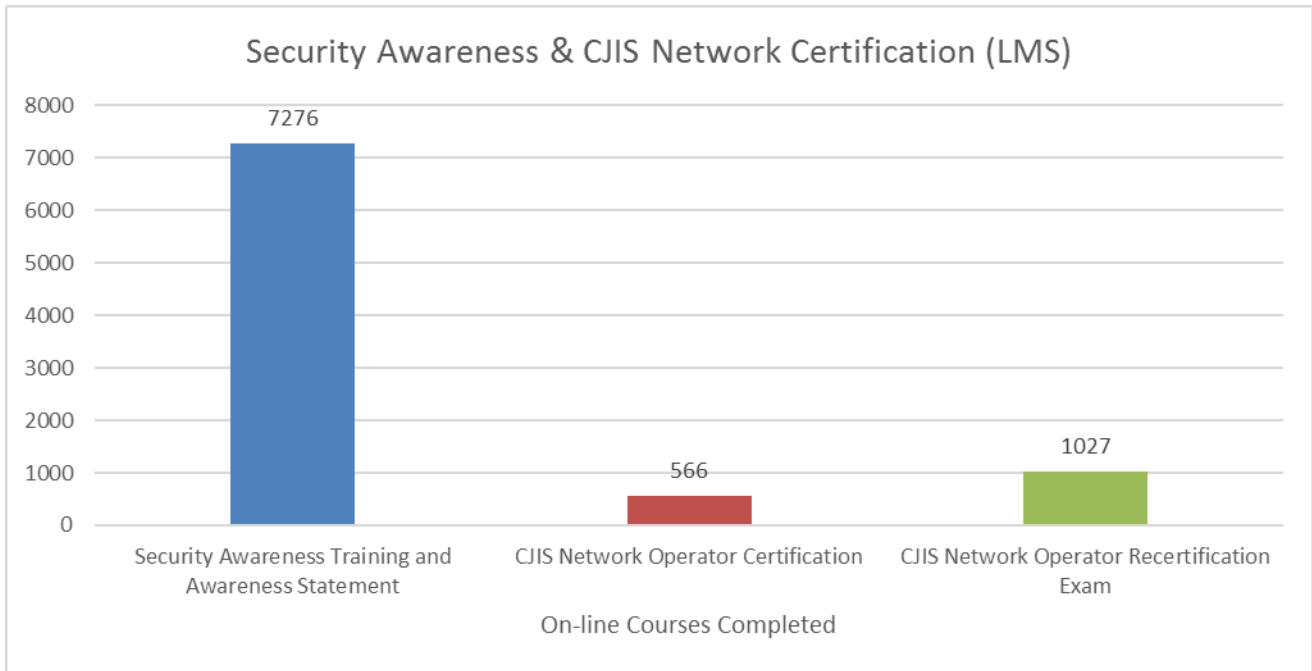 Security Awareness & CJIS Network Certification (LMS)
8000
7276
7000
6000
5000
4000
3000
2000
1027
1000
566
0
Security Awareness Training and
Awareness Statement
CJIS Network Operator Certification
CJIS Network Operator Recertification
Exam
On-line Courses Completed